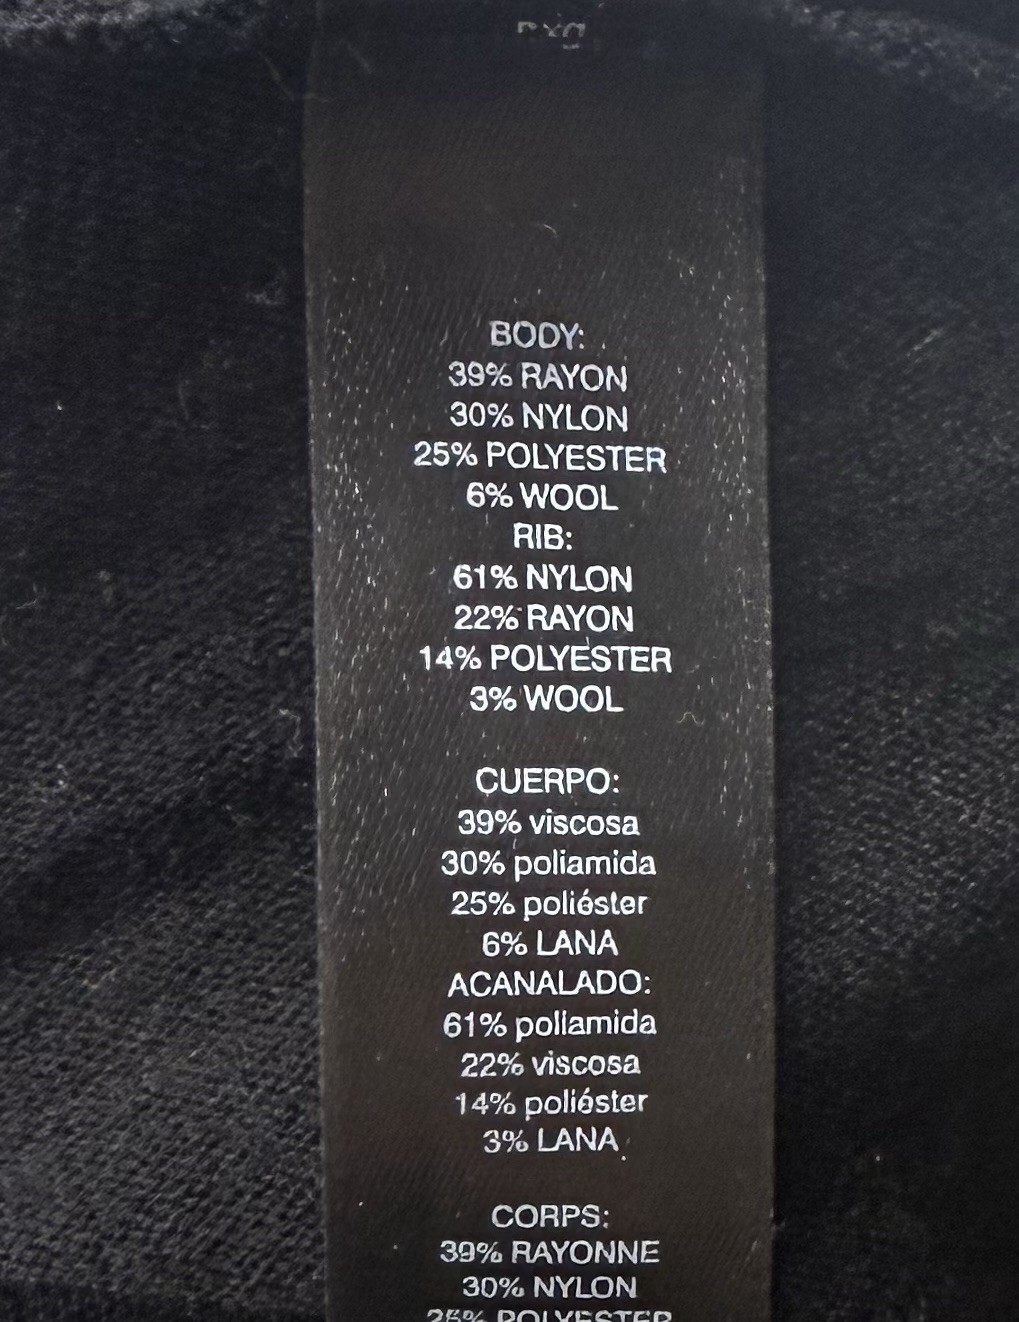 BODY:
39% RAYON
30% NYLON
25% POLYESTER
6% WOOL
RIB:
61% NYLON
22% RAYON
14% POLYESTER
3% WOOL
CUERPO:
39% viscosa
30% poliamida
25% poliéster
6% LANA
ACANALADO:
61% poliamida
22% viscosa
14% poliéster
3% LANA
CORPS:
39% RAYONNE
30% NYLON
25% POLYESTER